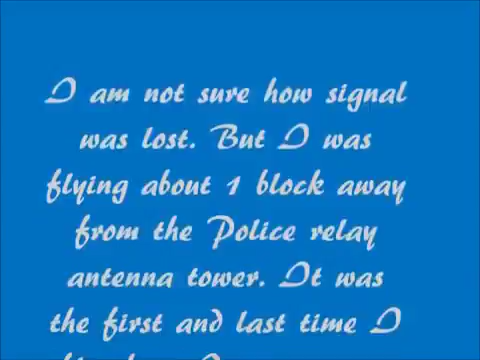 I am not sure how signal
was lost. But I was
flying about 1 block away
from the Police relay
antenna tower. It was
the first and last time I